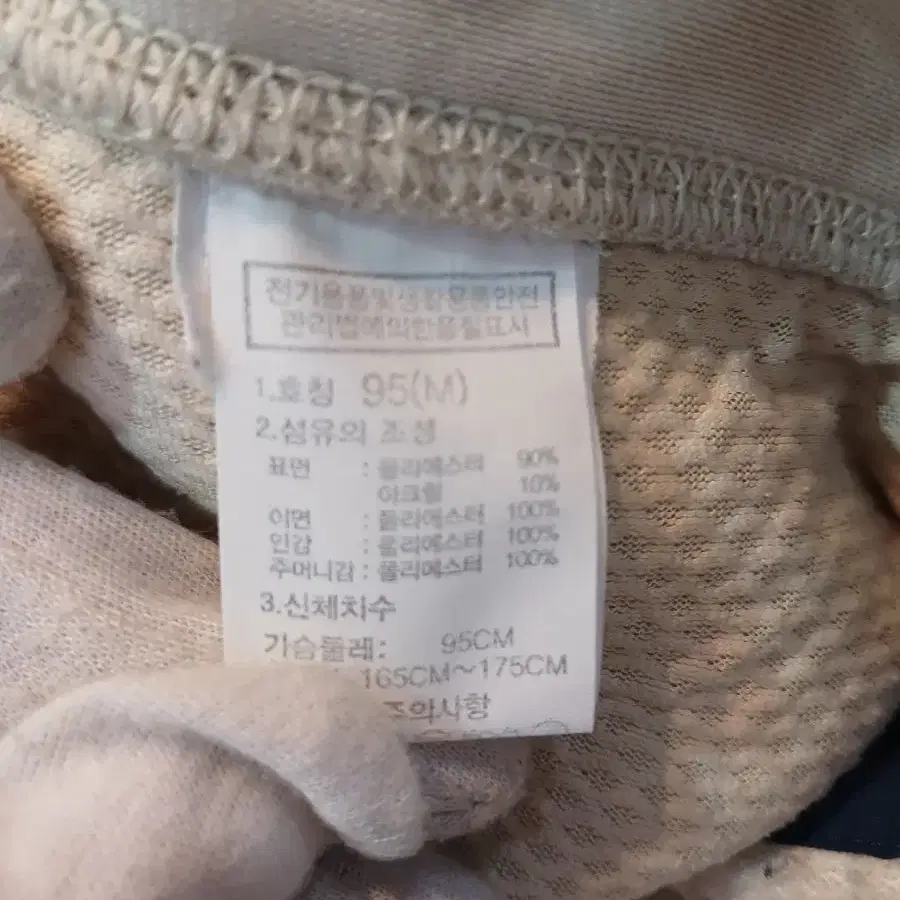 전기용품및생활용품안전
관리법에의한품질표시
1.호칭 95(M)
2.섬유의 조성
표면 : 폴리에스터 90%
아크릴 10%
이면 : 폴리에스터 100%
안감 : 폴리에스터 100%
주머니감 : 폴리에스터 100%
3.신체치수
가슴둘레: 95CM
165CM~175CM
주의사항